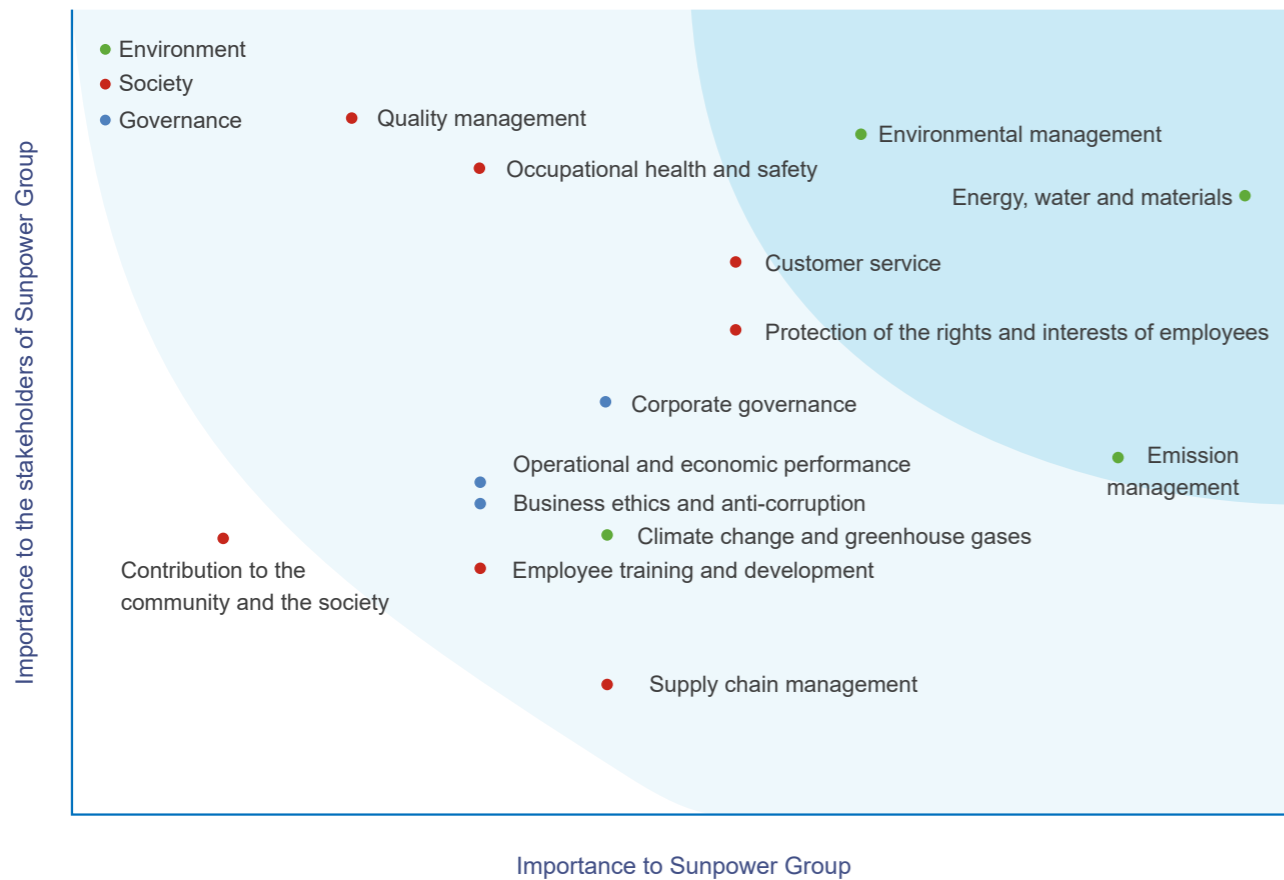 Environment
Society
Governance
Quality management
Environmental management
Occupational health and safety
Energy, water and materials
Customer service
Protection of the rights and interests of employees
Corporate governance
Operational and economic performance
Emission
management
Business ethics and anti-corruption
Climate change and greenhouse gases
Contribution to the
community and the society
Employee training and development
Supply chain management
Importance to the stakeholders of Sunpower Group
Importance to Sunpower Group